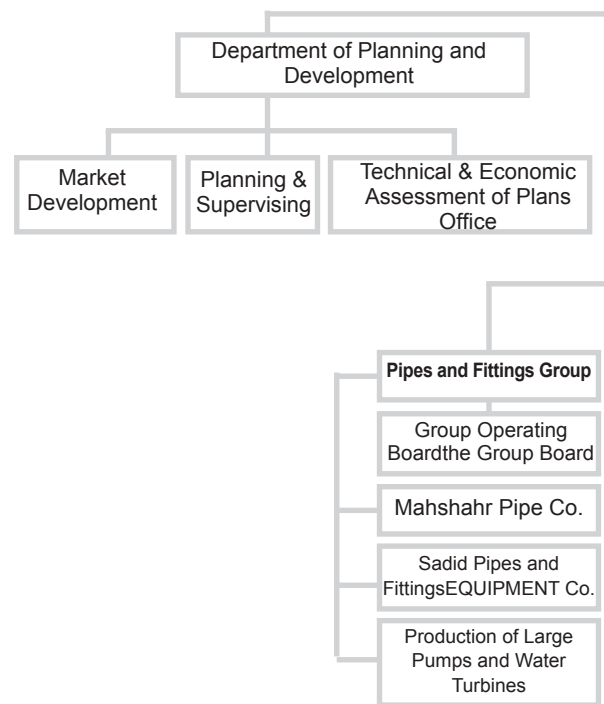 Department of Planning and
Development
Market
Development
Planning &
Supervising
Technical & Economic
Assessment of Plans
Office
Pipes and Fittings Group
Group Operating
Boardthe Group Board
Mahshahr Pipe Co.
Sadid Pipes and
FittingsEQUIPMENT Co.
Production of Large
Pumps and Water
Turbines